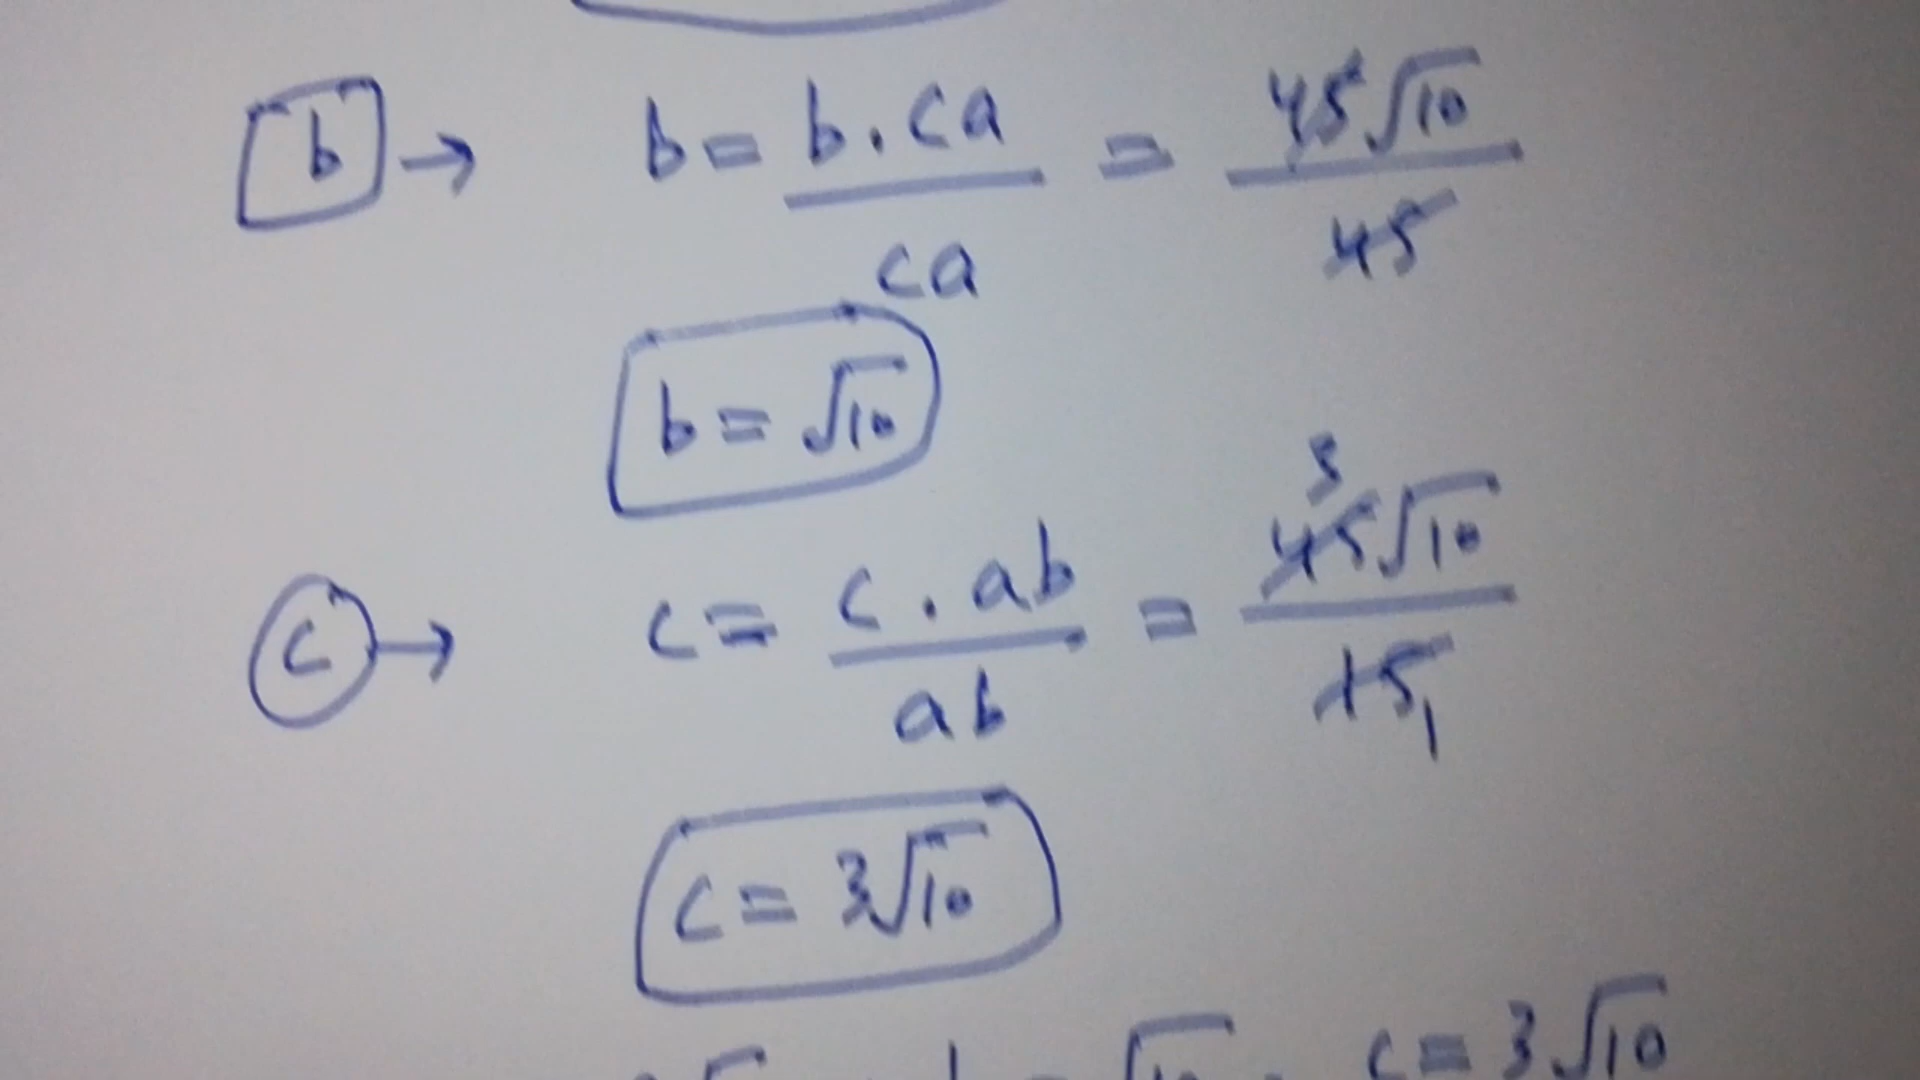 b → b = b . ca / ca = 45√10 / 45
b = √10
c → c = c . ab / ab = 45√10 / 15 3 1
c = 3√10
c = 3√10